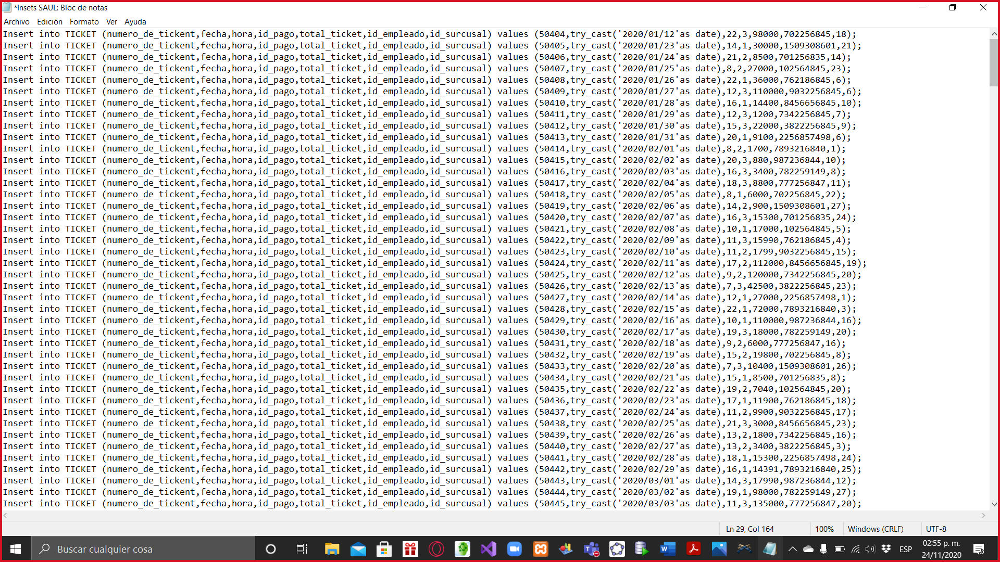 *Insets SAUL: Bloc de notas
Archivo Edición Formato Ver Ayuda
Insert into TICKET (numero_de_tickent,fecha,hora,id_pago,total_ticket,id_empleado,id_surcusal) values (50404,try_cast('2020/01/12'as date),22,3,98000,702256845,18);
Insert into TICKET (numero_de_tickent,fecha,hora,id_pago,total_ticket,id_empleado,id_surcusal) values (50405,try_cast('2020/01/23'as date),14,1,30000,1509308601,21);
Insert into TICKET (numero_de_tickent,fecha,hora,id_pago,total_ticket,id_empleado,id_surcusal) values (50406,try_cast('2020/01/24'as date),21,2,8500,701256835,14);
Insert into TICKET (numero_de_tickent,fecha,hora,id_pago,total_ticket,id_empleado,id_surcusal) values (50407,try_cast('2020/01/25'as date),8,2,27000,102564845,23);
Insert into TICKET (numero_de_tickent,fecha,hora,id_pago,total_ticket,id_empleado,id_surcusal) values (50408,try_cast('2020/01/26'as date),22,1,36000,762186845,6);
Insert into TICKET (numero_de_tickent,fecha,hora,id_pago,total_ticket,id_empleado,id_surcusal) values (50409,try_cast('2020/01/27'as date),12,3,110000,9032256845,6);
Insert into TICKET (numero_de_tickent,fecha,hora,id_pago,total_ticket,id_empleado,id_surcusal) values (50410,try_cast('2020/01/28'as date),16,1,14400,8456656845,10);
Insert into TICKET (numero_de_tickent,fecha,hora,id_pago,total_ticket,id_empleado,id_surcusal) values (50411,try_cast('2020/01/29'as date),12,3,1200,7342256845,7);
Insert into TICKET (numero_de_tickent,fecha,hora,id_pago,total_ticket,id_empleado,id_surcusal) values (50412,try_cast('2020/01/30'as date),15,3,22000,3822256845,9);
Insert into TICKET (numero_de_tickent,fecha,hora,id_pago,total_ticket,id_empleado,id_surcusal) values (50413,try_cast('2020/01/31'as date),20,1,9100,2256857498,6);
Insert into TICKET (numero_de_tickent,fecha,hora,id_pago,total_ticket,id_empleado,id_surcusal) values (50414,try_cast('2020/02/01'as date),8,2,1700,7893216840,1);
Insert into TICKET (numero_de_tickent,fecha,hora,id_pago,total_ticket,id_empleado,id_surcusal) values (50415,try_cast('2020/02/02'as date),20,3,880,987236844,10);
Insert into TICKET (numero_de_tickent,fecha,hora,id_pago,total_ticket,id_empleado,id_surcusal) values (50416,try_cast('2020/02/03'as date),16,3,3400,782259149,8);
Insert into TICKET (numero_de_tickent,fecha,hora,id_pago,total_ticket,id_empleado,id_surcusal) values (50417,try_cast('2020/02/04'as date),18,3,8800,777256847,11);
Insert into TICKET (numero_de_tickent,fecha,hora,id_pago,total_ticket,id_empleado,id_surcusal) values (50418,try_cast('2020/02/05'as date),8,1,6000,702256845,22);
Insert into TICKET (numero_de_tickent,fecha,hora,id_pago,total_ticket,id_empleado,id_surcusal) values (50419,try_cast('2020/02/06'as date),14,2,900,1509308601,27);
Insert into TICKET (numero_de_tickent,fecha,hora,id_pago,total_ticket,id_empleado,id_surcusal) values (50420,try_cast('2020/02/07'as date),16,3,15300,701256835,24);
Insert into TICKET (numero_de_tickent,fecha,hora,id_pago,total_ticket,id_empleado,id_surcusal) values (50421,try_cast('2020/02/08'as date),10,1,17000,102564845,5);
Insert into TICKET (numero_de_tickent,fecha,hora,id_pago,total_ticket,id_empleado,id_surcusal) values (50422,try_cast('2020/02/09'as date),11,3,15990,762186845,4);
Insert into TICKET (numero_de_tickent,fecha,hora,id_pago,total_ticket,id_empleado,id_surcusal) values (50423,try_cast('2020/02/10'as date),11,2,1799,9032256845,15);
Insert into TICKET (numero_de_tickent,fecha,hora,id_pago,total_ticket,id_empleado,id_surcusal) values (50424,try_cast('2020/02/11'as date),17,2,112000,8456656845,19);
Insert into TICKET (numero_de_tickent,fecha,hora,id_pago,total_ticket,id_empleado,id_surcusal) values (50425,try_cast('2020/02/12'as date),9,2,120000,7342256845,20);
Insert into TICKET (numero_de_tickent,fecha,hora,id_pago,total_ticket,id_empleado,id_surcusal) values (50426,try_cast('2020/02/13'as date),7,3,42500,3822256845,23);
Insert into TICKET (numero_de_tickent,fecha,hora,id_pago,total_ticket,id_empleado,id_surcusal) values (50427,try_cast('2020/02/14'as date),12,1,27000,2256857498,1);
Insert into TICKET (numero_de_tickent,fecha,hora,id_pago,total_ticket,id_empleado,id_surcusal) values (50428,try_cast('2020/02/15'as date),22,1,72000,7893216840,3);
Insert into TICKET (numero_de_tickent,fecha,hora,id_pago,total_ticket,id_empleado,id_surcusal) values (50429,try_cast('2020/02/16'as date),10,1,110000,987236844,16);
Insert into TICKET (numero_de_tickent,fecha,hora,id_pago,total_ticket,id_empleado,id_surcusal) values (50430,try_cast('2020/02/17'as date),19,3,18000,782259149,20);
Insert into TICKET (numero_de_tickent,fecha,hora,id_pago,total_ticket,id_empleado,id_surcusal) values (50431,try_cast('2020/02/18'as date),9,2,6000,777256847,16);
Insert into TICKET (numero_de_tickent,fecha,hora,id_pago,total_ticket,id_empleado,id_surcusal) values (50432,try_cast('2020/02/19'as date),15,2,19800,702256845,8);
Insert into TICKET (numero_de_tickent,fecha,hora,id_pago,total_ticket,id_empleado,id_surcusal) values (50433,try_cast('2020/02/20'as date),7,3,10400,1509308601,26);
Insert into TICKET (numero_de_tickent,fecha,hora,id_pago,total_ticket,id_empleado,id_surcusal) values (50434,try_cast('2020/02/21'as date),15,1,8500,701256835,8);
Insert into TICKET (numero_de_tickent,fecha,hora,id_pago,total_ticket,id_empleado,id_surcusal) values (50435,try_cast('2020/02/22'as date),19,2,7040,102564845,20);
Insert into TICKET (numero_de_tickent,fecha,hora,id_pago,total_ticket,id_empleado,id_surcusal) values (50436,try_cast('2020/02/23'as date),17,1,11900,762186845,18);
Insert into TICKET (numero_de_tickent,fecha,hora,id_pago,total_ticket,id_empleado,id_surcusal) values (50437,try_cast('2020/02/24'as date),11,2,9900,9032256845,17);
Insert into TICKET (numero_de_tickent,fecha,hora,id_pago,total_ticket,id_empleado,id_surcusal) values (50438,try_cast('2020/02/25'as date),21,3,3000,8456656845,23);
Insert into TICKET (numero_de_tickent,fecha,hora,id_pago,total_ticket,id_empleado,id_surcusal) values (50439,try_cast('2020/02/26'as date),13,2,1800,7342256845,16);
Insert into TICKET (numero_de_tickent,fecha,hora,id_pago,total_ticket,id_empleado,id_surcusal) values (50440,try_cast('2020/02/27'as date),13,2,3400,3822256845,3);
Insert into TICKET (numero_de_tickent,fecha,hora,id_pago,total_ticket,id_empleado,id_surcusal) values (50441,try_cast('2020/02/28'as date),18,1,15300,2256857498,24);
Insert into TICKET (numero_de_tickent,fecha,hora,id_pago,total_ticket,id_empleado,id_surcusal) values (50442,try_cast('2020/02/29'as date),16,1,14391,7893216840,25);
Insert into TICKET (numero_de_tickent,fecha,hora,id_pago,total_ticket,id_empleado,id_surcusal) values (50443,try_cast('2020/03/01'as date),14,3,17990,987236844,12);
Insert into TICKET (numero_de_tickent,fecha,hora,id_pago,total_ticket,id_empleado,id_surcusal) values (50444,try_cast('2020/03/02'as date),19,1,98000,782259149,27);
Insert into TICKET (numero_de_tickent,fecha,hora,id_pago,total_ticket,id_empleado,id_surcusal) values (50445,try_cast('2020/03/03'as date),11,3,135000,777256847,20);
Ln 29, Col 164 100% Windows (CRLF) UTF-8
Buscar cualquier cosa ESP
02:55 p. m.
24/11/2020